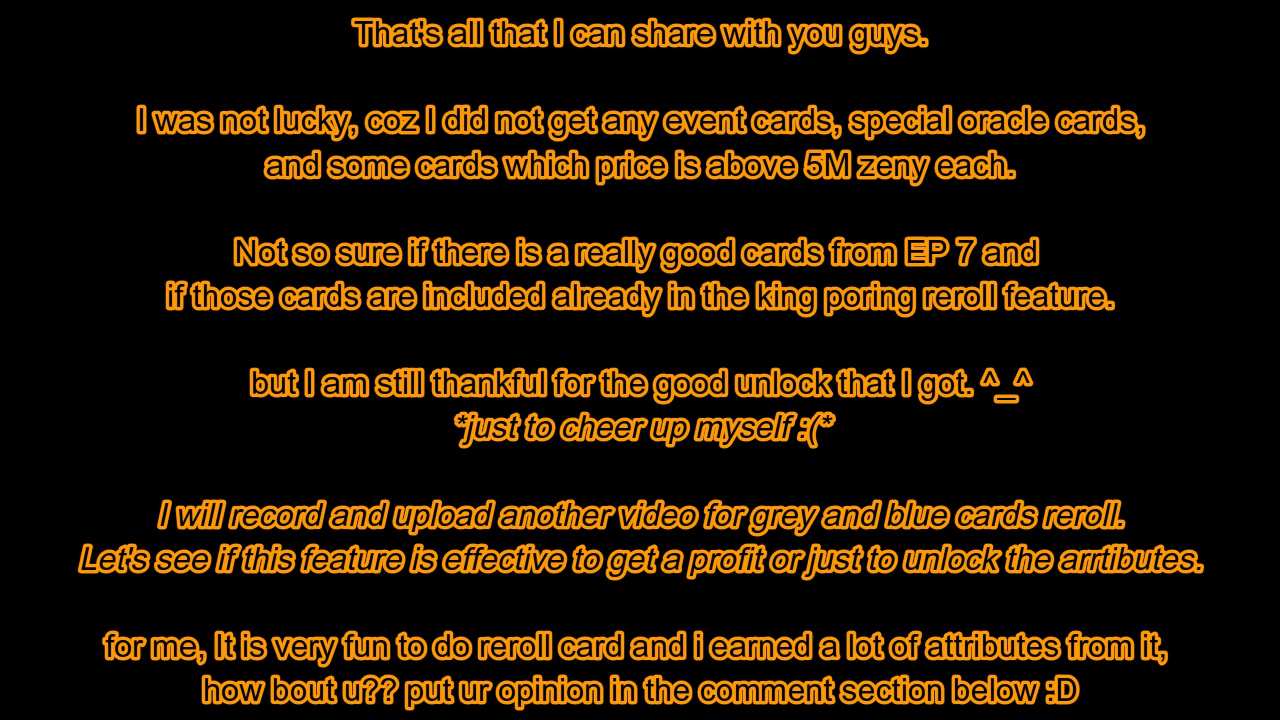 That's all that I can share with you guys.
I was not lucky, coz I did not get any event cards, special oracle cards,
and some cards which price is above 5M zeny each.
Not so sure if there is a really good cards from EP 7 and
if those cards are included already in the king poring reroll feature.
but I am still thankful for the good unlock that I got. ^_^
*just to cheer up myself :(*
I will record and upload another video for grey and blue cards reroll.
Let's see if this feature is effective to get a profit or just to unlock the arrtibutes.
for me, It is very fun to do reroll card and i earned a lot of attributes from it,
how bout u?? put ur opinion in the comment section below :D